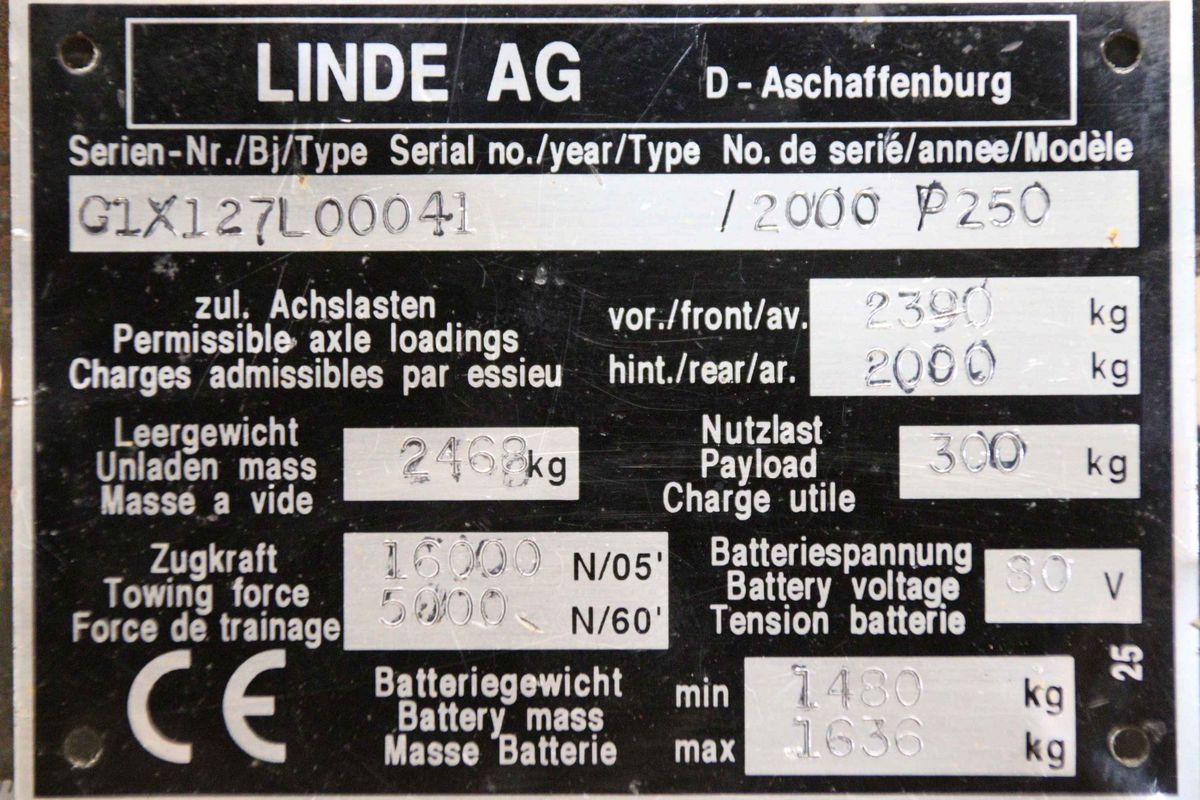 LINDE AG D - Aschaffenburg
Serien-Nr./Bj/Type Serial no./year/Type No. de serié/annee/Modèle
G1X127L00041 /2000 P250
zul. Achslasten
Permissible axle loadings
Charges admissibles par essieu
vor./front/av. 2390 kg
hint./rear/ar. 2000 kg
Leergewicht
Unladen mass
Masse a vide
2468 kg
Nutzlast
Payload
Charge utile
300 kg
Zugkraft
Towing force
Force de trainage
16000 N/05'
5000 N/60'
Batteriespannung
Battery voltage
Tension batterie
80 V
CE
Batteriegewicht
Battery mass
Masse Batterie
min 1480 kg
max 1636 kg
25